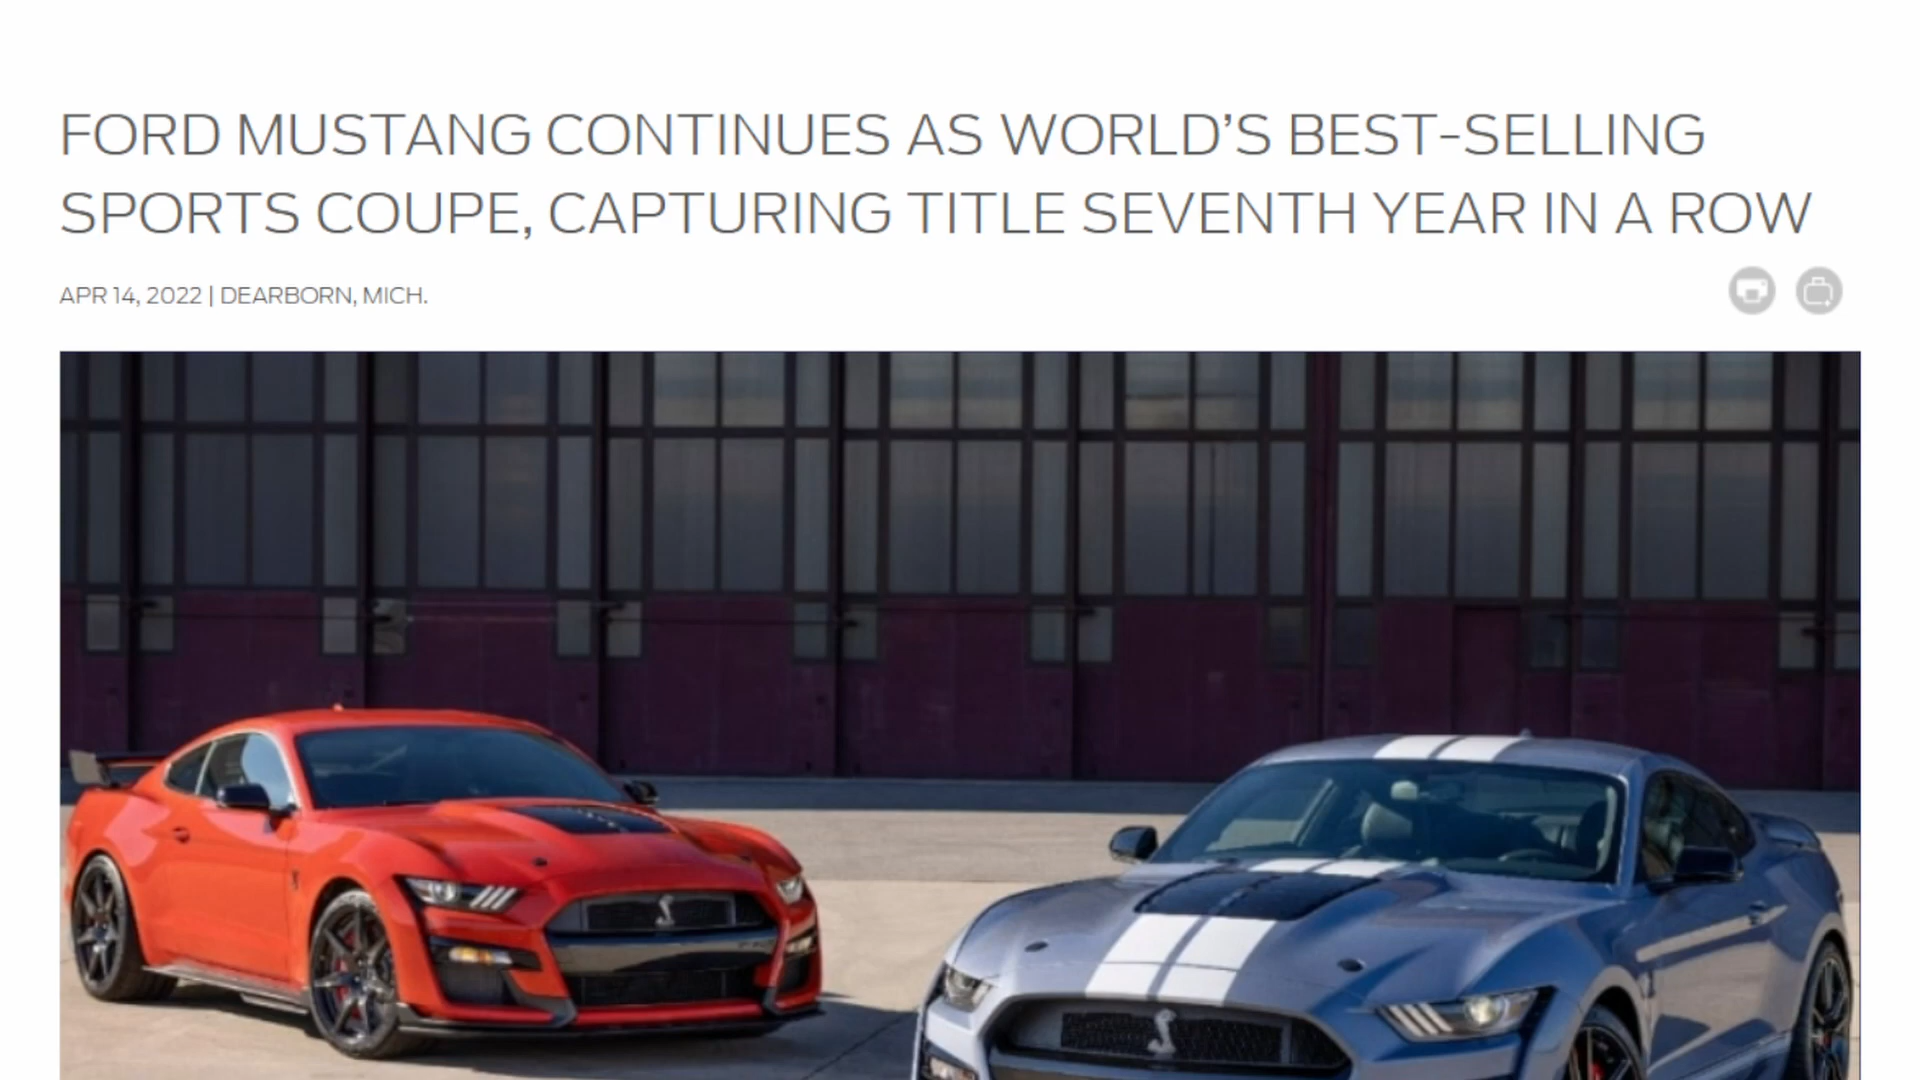 FORD MUSTANG CONTINUES AS WORLD’S BEST-SELLING
SPORTS COUPE, CAPTURING TITLE SEVENTH YEAR IN A ROW
APR 14, 2022 | DEARBORN, MICH.